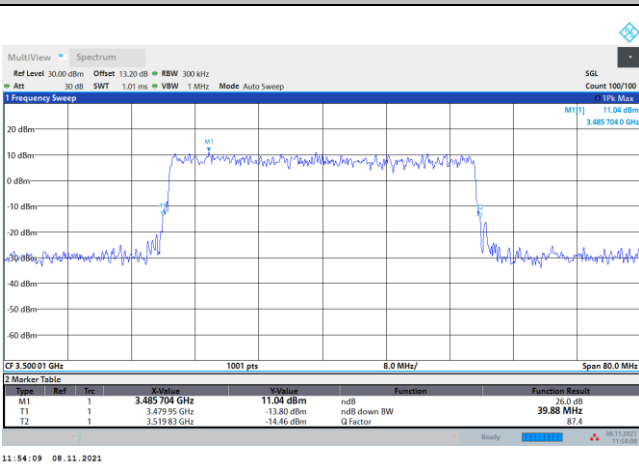 MultiView Spectrum
Ref Level 30.00 dBm Offset 13.20 dB RBW 300 kHz SGL
Att 30 dB SWT 1.01 ms VBW 1 MHz Mode Auto Sweep Count 100/100
1 Frequency Sweep 1Pk Max
M1[1] 11.04 dBm
3.485 704 0 GHz
M1
20 dBm
10 dBm
0 dBm
-10 dBm
T1 T2
-20 dBm
-30 dBm
-40 dBm
-50 dBm
-60 dBm
CF 3.500 01 GHz 1001 pts 8.0 MHz/ Span 80.0 MHz
2 Marker Table
Type Ref Trc X-Value Y-Value Function Function Result
M1 1 3.485 704 GHz 11.04 dBm ndB 26.0 dB
T1 1 3.479 95 GHz -13.80 dBm ndB down BW 39.88 MHz
T2 1 3.519 83 GHz -14.46 dBm Q Factor 87.4
Ready 08.11.2021
11:54:08
11:54:09 08.11.2021